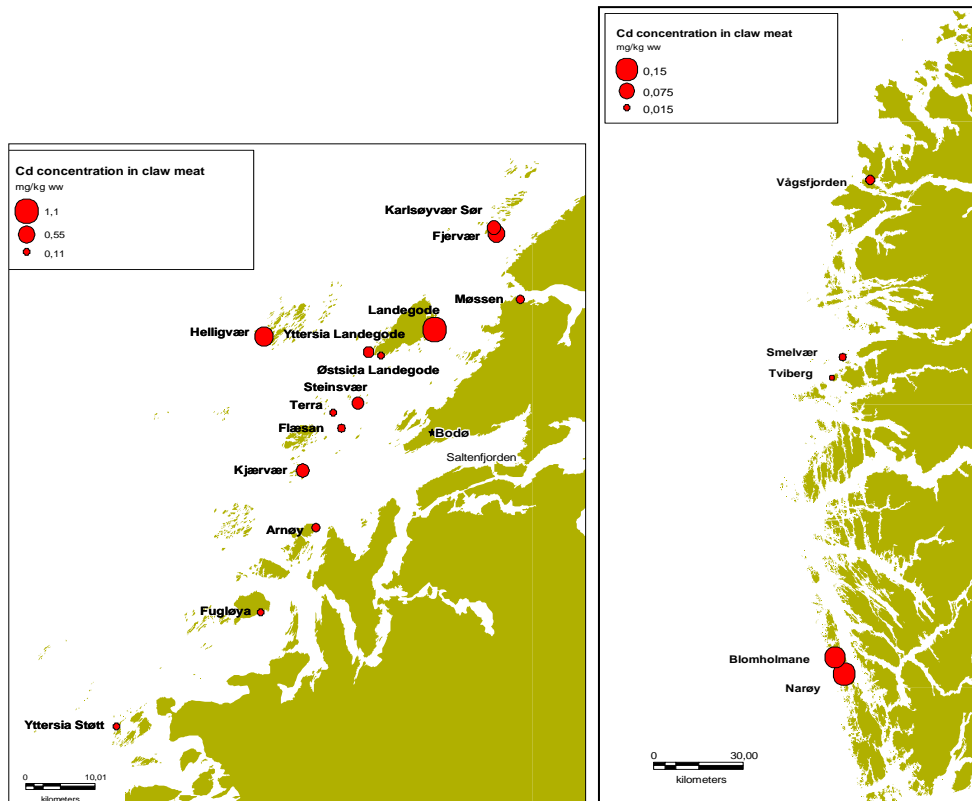 Cd concentration in claw meat
mg/kg ww
1,1
0,55
0,11
Karlsøyvær Sør
Fjervær
Møssen
Landegode
Helligvær
Yttersia Landegode
Østsida Landegode
Steinsvær
Terra
Flæsan
Bodø
Saltenfjorden
Kjærvær
Arnøy
Fugløya
Yttersia Støtt
0 10,01
kilometers
Cd concentration in claw meat
mg/kg ww
0,15
0,075
0,015
Vågsfjorden
Smelvær
Tviberg
Blomholmane
Narøy
0 30,00
kilometers